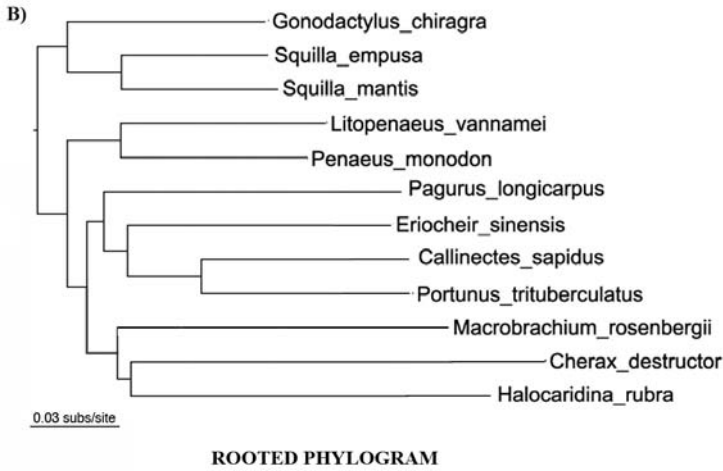 B)
Gonodactylus_chiragra
Squilla_empusa
Squilla_mantis
Litopenaeus_vannamei
Penaeus_monodon
Pagurus_longicarpus
Eriocheir_sinensis
Callinectes_sapidus
Portunus_trituberculatus
Macrobrachium_rosenbergii
Cherax_destructor
Halocaridina_rubra
0.03 subs/site
ROOTED PHYLOGRAM